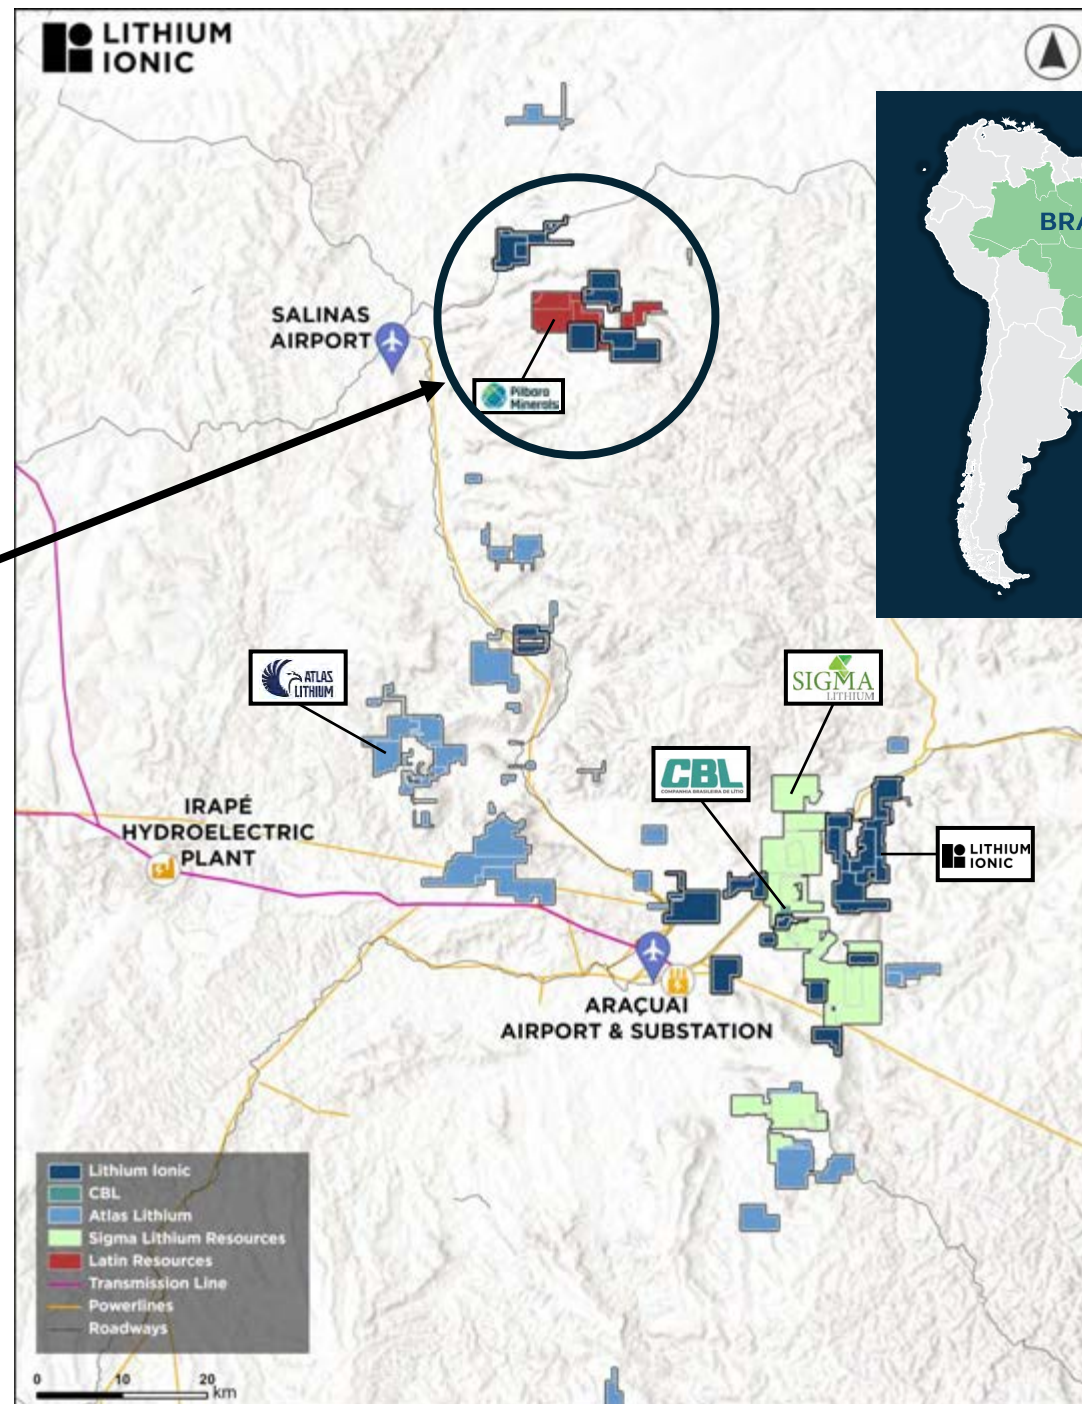 LITHIUM
IONIC
BRA
SALINAS
AIRPORT
Pilbara
Minerals
ATLAS
LITHIUM
SIGMA
LITHIUM
CBL
COMPANHIA BRASILEIRA DE LÍTIO
IRAPÉ
HYDROELECTRIC
PLANT
LITHIUM
IONIC
ARAÇUAI
AIRPORT & SUBSTATION
Lithium Ionic
CBL
Atlas Lithium
Sigma Lithium Resources
Latin Resources
Transmission Line
Powerlines
Roadways
0 10 20
km